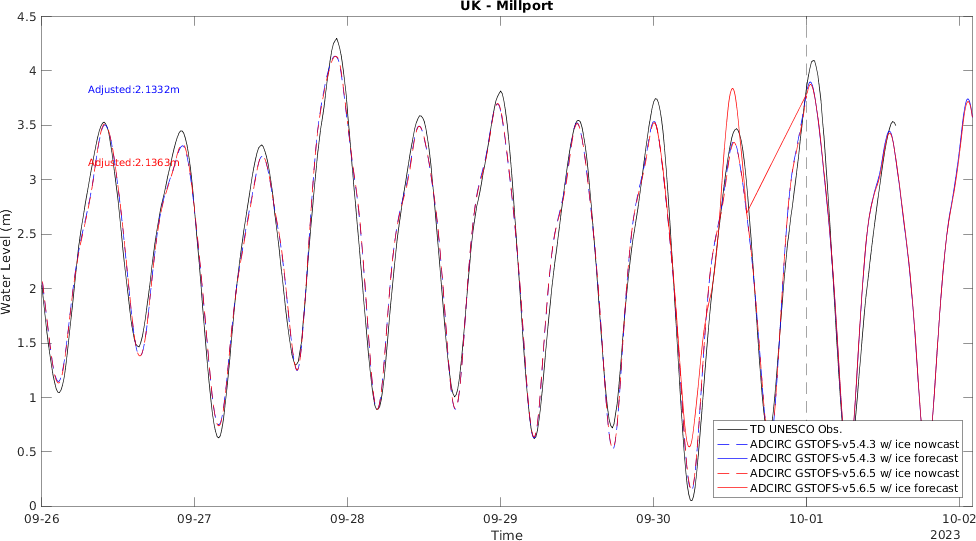 UK - Millport
4.5
4
3.5
3
2.5
2
1.5
1
0.5
0
Water Level (m)
Adjusted:2.1332m
Adjusted:2.1363m
TD UNESCO Obs.
ADCIRC GSTOFS-v5.4.3 w/ ice nowcast
ADCIRC GSTOFS-v5.4.3 w/ ice forecast
ADCIRC GSTOFS-v5.6.5 w/ ice nowcast
ADCIRC GSTOFS-v5.6.5 w/ ice forecast
09-26 09-27 09-28 09-29 09-30 10-01 10-02
Time
2023